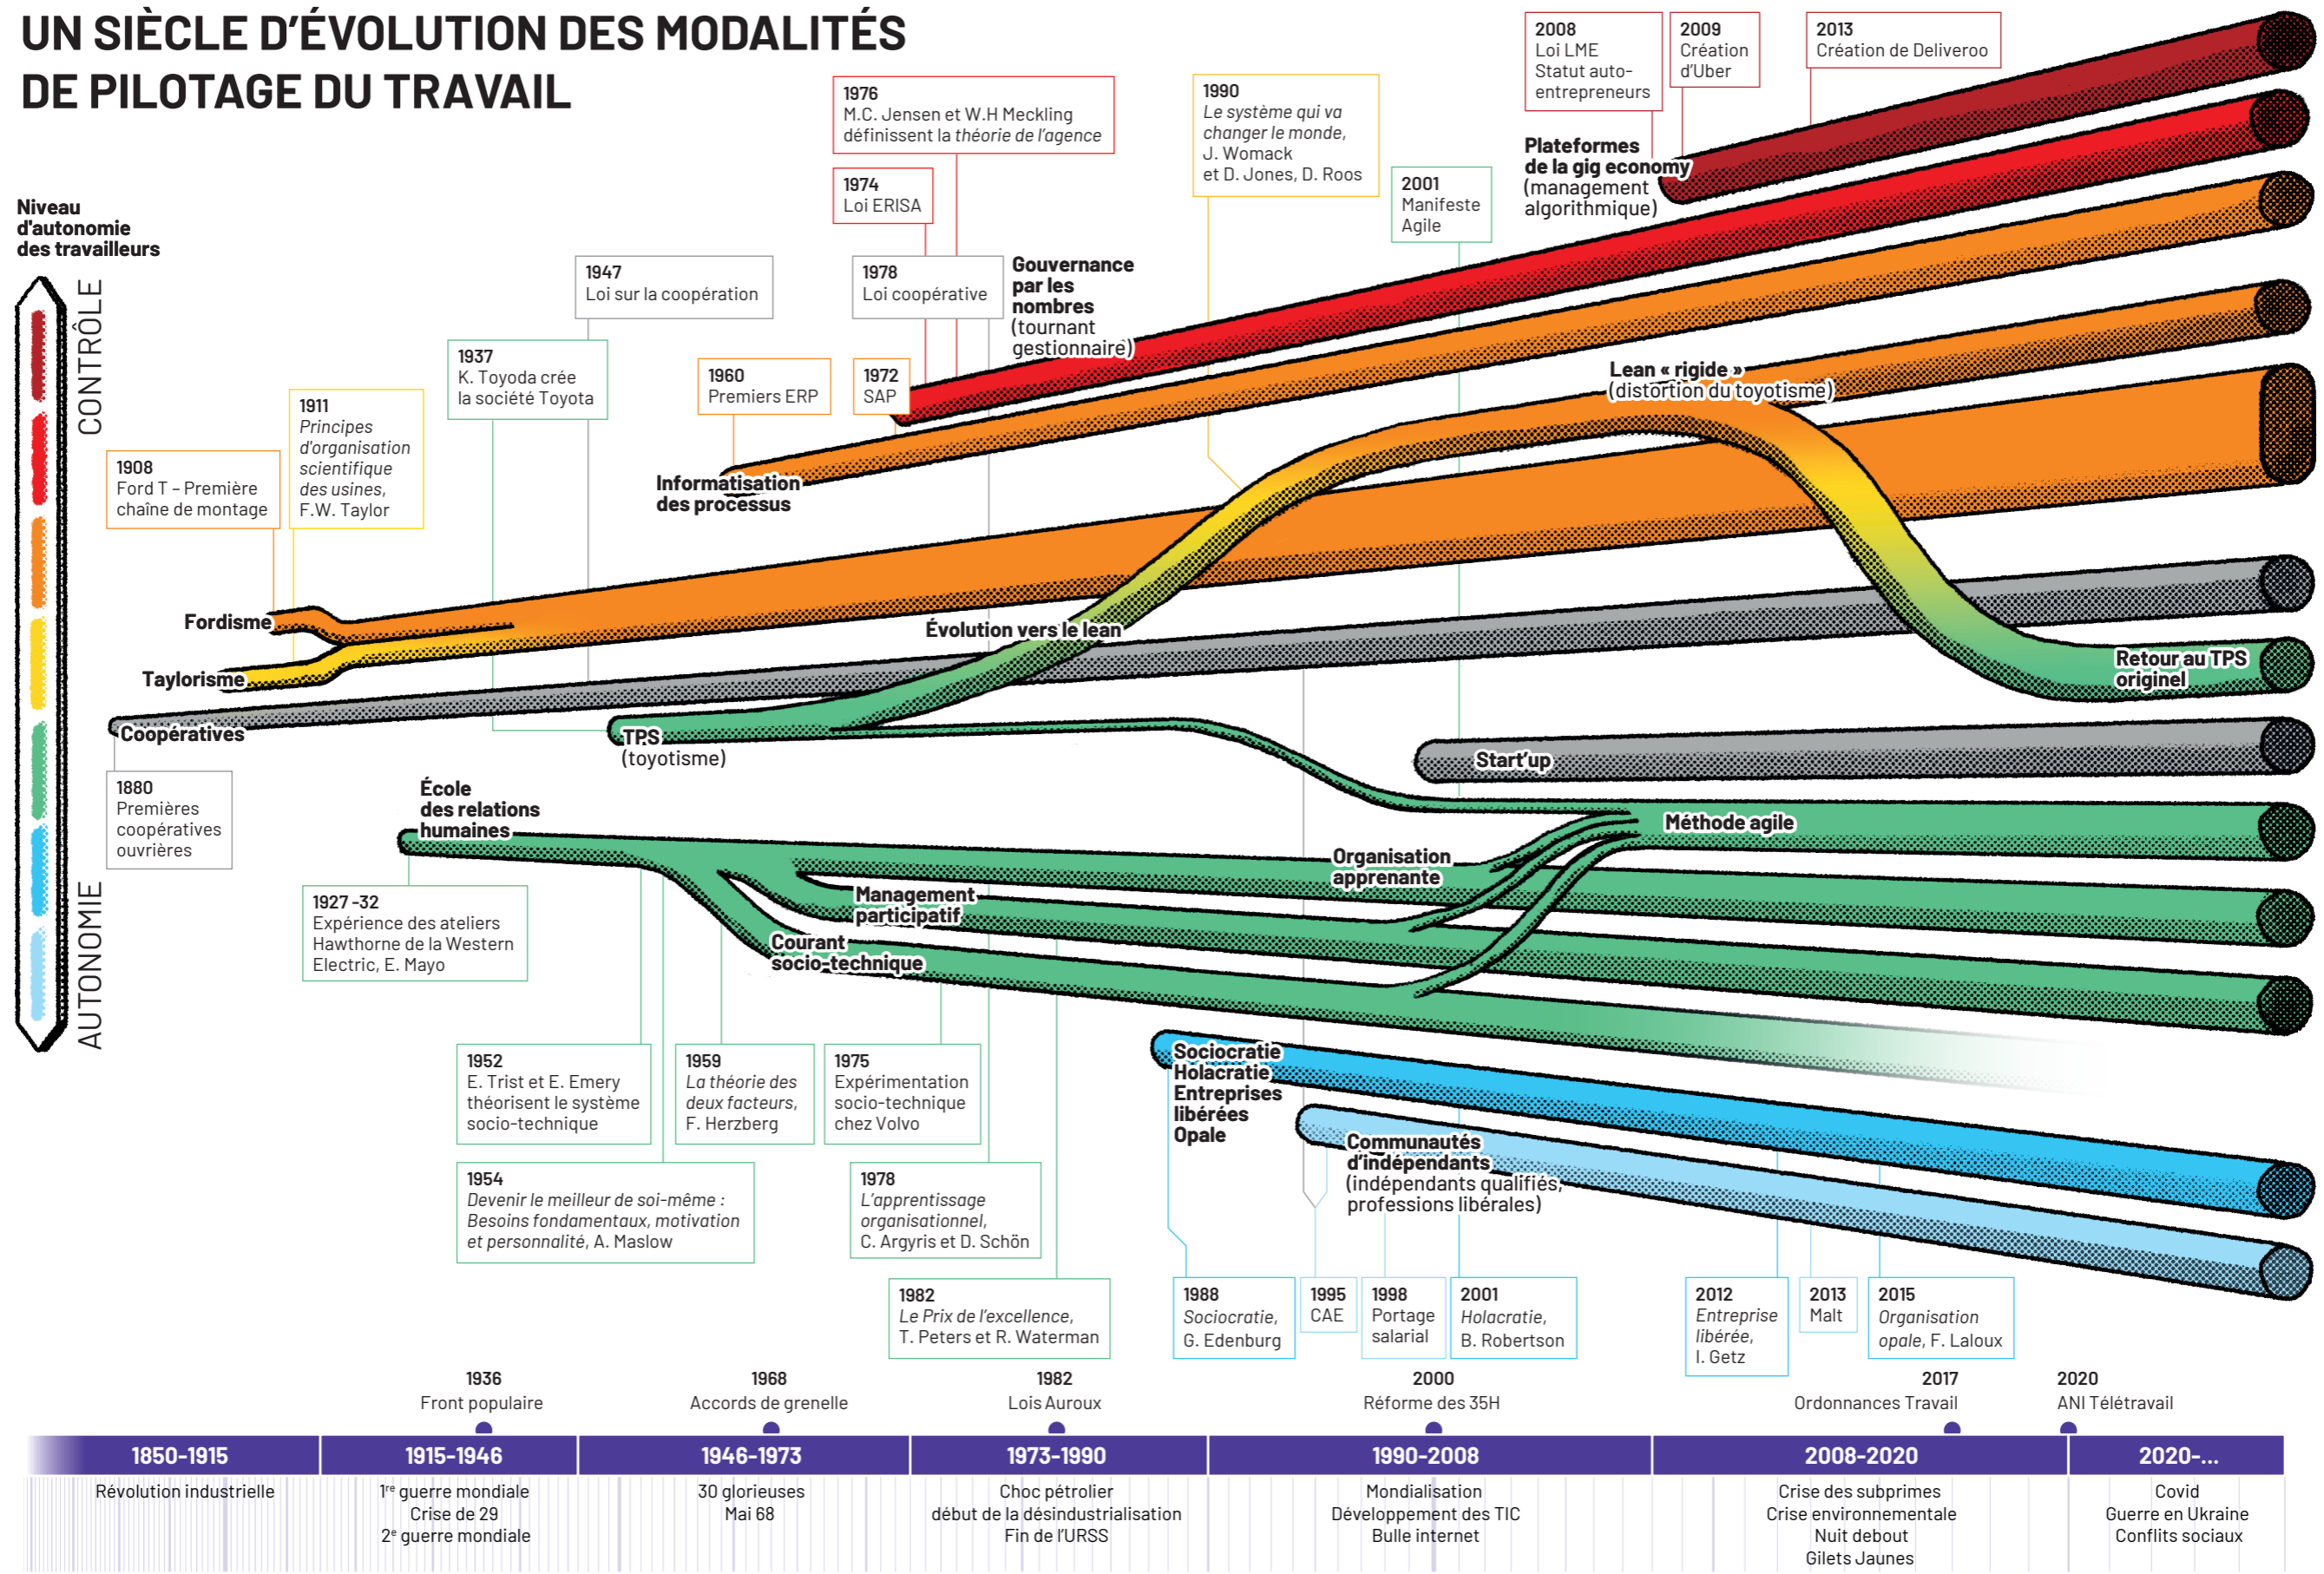 UN SIÈCLE D'ÉVOLUTION DES MODALITÉS
DE PILOTAGE DU TRAVAIL
2008
Loi LME
Statut auto-
entrepreneurs
2009
Création
d'Uber
2013
Création de Deliveroo
1976
M.C. Jensen et W.H Meckling
définissent la théorie de l'agence
1990
Le système qui va
changer le monde,
J. Womack
et D. Jones, D. Roos
Plateformes
de la gig economy
(management
algorithmique)
1974
Loi ERISA
2001
Manifeste
Agile
Niveau
d'autonomie
des travailleurs
CONTRÔLE
AUTONOMIE
1947
Loi sur la coopération
1978
Loi coopérative
Gouvernance
par les
nombres
(tournant
gestionnaire)
1937
K. Toyoda crée
la société Toyota
1960
Premiers ERP
1972
SAP
Lean « rigide »
(distortion du toyotisme)
1911
Principes
d'organisation
scientifique
des usines,
F.W. Taylor
1908
Ford T – Première
chaîne de montage
Informatisation
des processus
Fordisme
Évolution vers le lean
Taylorisme
Retour au TPS
originel
Coopératives
TPS
(toyotisme)
Start'up
1880
Premières
coopératives
ouvrières
École
des relations
humaines
Méthode agile
Organisation
apprenante
Management
participatif
1927 -32
Expérience des ateliers
Hawthorne de la Western
Electric, E. Mayo
Courant
socio-technique
1952
E. Trist et E. Emery
théorisent le système
socio-technique
1959
La théorie des
deux facteurs,
F. Herzberg
1975
Expérimentation
socio-technique
chez Volvo
Sociocratie
Holacratie
Entreprises
libérées
Opale
Communautés
d'indépendants
(indépendants qualifiés,
professions libérales)
1954
Devenir le meilleur de soi-même :
Besoins fondamentaux, motivation
et personnalité, A. Maslow
1978
L'apprentissage
organisationnel,
C. Argyris et D. Schön
1982
Le Prix de l'excellence,
T. Peters et R. Waterman
1988
Sociocratie,
G. Edenburg
1995
CAE
1998
Portage
salarial
2001
Holacratie,
B. Robertson
2012
Entreprise
libérée,
I. Getz
2013
Malt
2015
Organisation
opale, F. Laloux
1936
Front populaire
1968
Accords de grenelle
1982
Lois Auroux
2000
Réforme des 35H
2017
Ordonnances Travail
2020
ANI Télétravail
1850-1915
1915-1946
1946-1973
1973-1990
1990-2008
2008-2020
2020-...
Révolution industrielle
1re guerre mondiale
Crise de 29
2e guerre mondiale
30 glorieuses
Mai 68
Choc pétrolier
début de la désindustrialisation
Fin de l'URSS
Mondialisation
Développement des TIC
Bulle internet
Crise des subprimes
Crise environnementale
Nuit debout
Gilets Jaunes
Covid
Guerre en Ukraine
Conflits sociaux